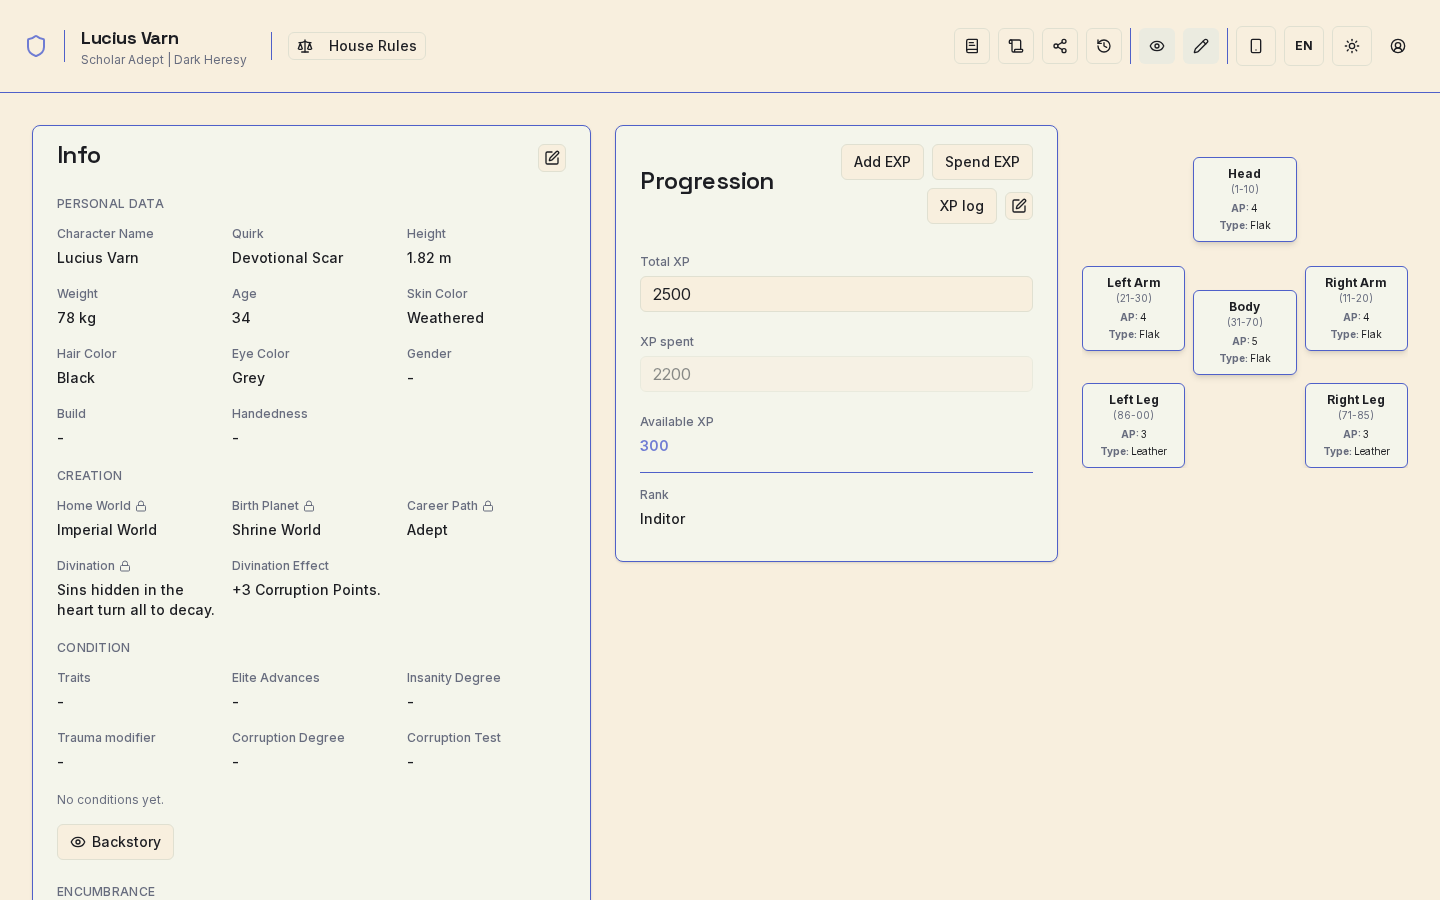 Lucius Varn
Scholar Adept | Dark Heresy
House Rules
EN
Info
PERSONAL DATA
Character Name
Quirk
Height
Lucius Varn
Devotional Scar
1.82 m
Weight
Age
Skin Color
78 kg
34
Weathered
Hair Color
Eye Color
Gender
Black
Grey
-
Build
Handedness
-
-
CREATION
Home World
Birth Planet
Career Path
Imperial World
Shrine World
Adept
Divination
Divination Effect
Sins hidden in the
heart turn all to decay.
+3 Corruption Points.
CONDITION
Traits
Elite Advances
Insanity Degree
-
-
-
Trauma modifier
Corruption Degree
Corruption Test
-
-
-
No conditions yet.
Backstory
ENCUMBRANCE
Progression
Add EXP
Spend EXP
XP log
Total XP
2500
XP spent
2200
Available XP
300
Rank
Inditor
Head
(1-10)
AP: 4
Type: Flak
Left Arm
(21-30)
AP: 4
Type: Flak
Body
(31-70)
AP: 5
Type: Flak
Right Arm
(11-20)
AP: 4
Type: Flak
Left Leg
(86-00)
AP: 3
Type: Leather
Right Leg
(71-85)
AP: 3
Type: Leather